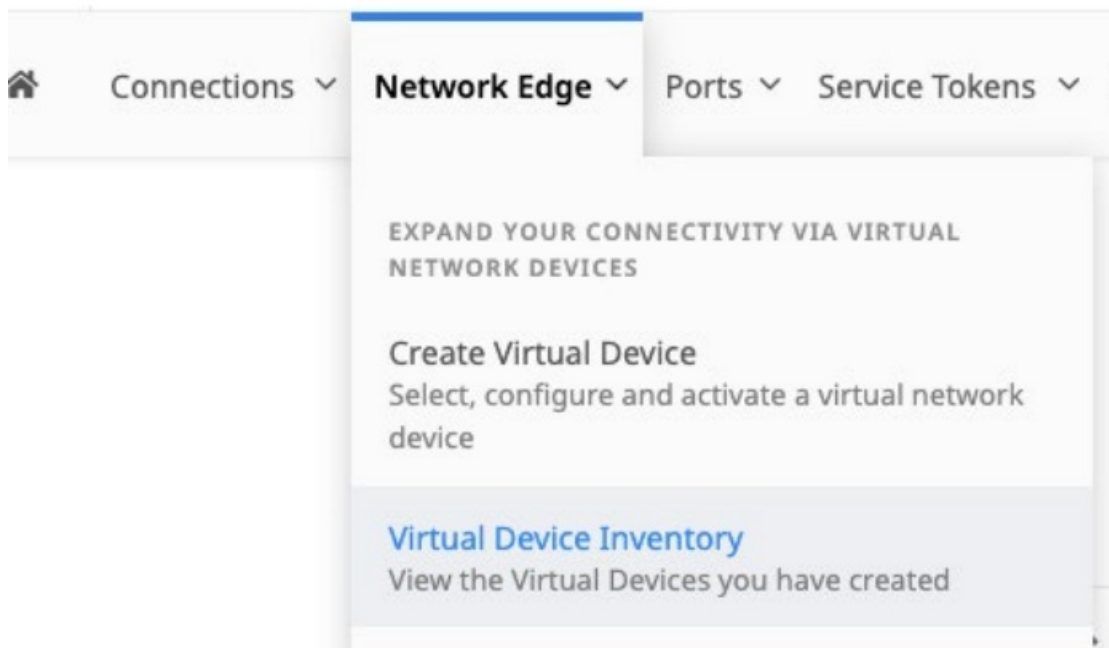 Connections Network Edge Ports Service Tokens
EXPAND YOUR CONNECTIVITY VIA VIRTUAL
NETWORK DEVICES
Create Virtual Device
Select, configure and activate a virtual network
device
Virtual Device Inventory
View the Virtual Devices you have created